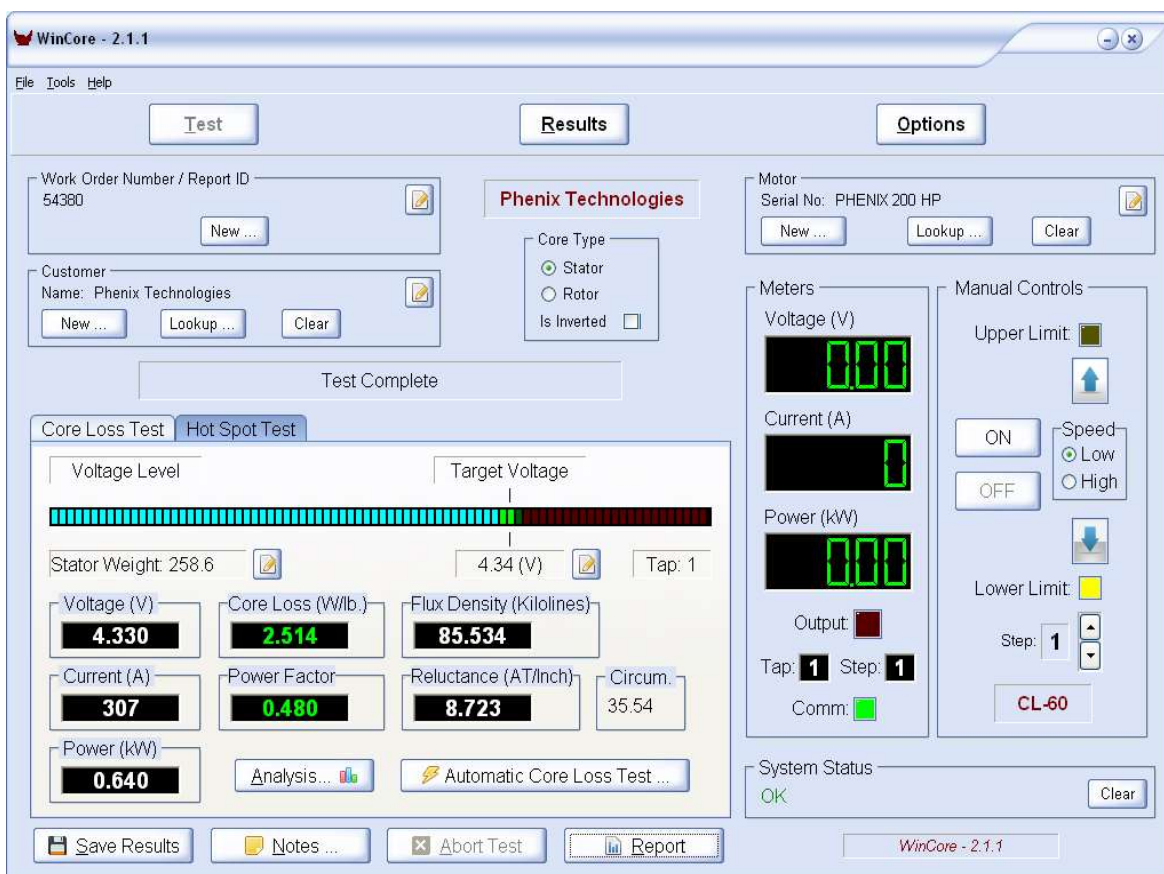 WinCore - 2.1.1
File Tools Help
Test
Results
Options
Work Order Number / Report ID
54380
New ...
Phenix Technologies
Motor
Serial No: PHENIX 200 HP
New ...
Lookup ...
Clear
Customer
Name: Phenix Technologies
New ...
Lookup ...
Clear
Core Type
Stator
Rotor
Is Inverted
Test Complete
Core Loss Test
Hot Spot Test
Voltage Level
Target Voltage
Stator Weight: 258.6
4.34 (V)
Tap: 1
Voltage (V)
4.330
Core Loss (W/lb.)
2.514
Flux Density (Kilolines)
85.534
Current (A)
307
Power Factor
0.480
Reluctance (AT/Inch)
8.723
Circum.
35.54
Power (kW)
0.640
Analysis...
Automatic Core Loss Test ...
Meters
Voltage (V)
0.00
Current (A)
0
Power (kW)
0.00
Output:
Tap: 1 Step: 1
Comm:
Manual Controls
Upper Limit:
ON
OFF
Speed
Low
High
Lower Limit:
Step: 1
CL-60
System Status
OK
Clear
Save Results
Notes ...
Abort Test
Report
WinCore - 2.1.1